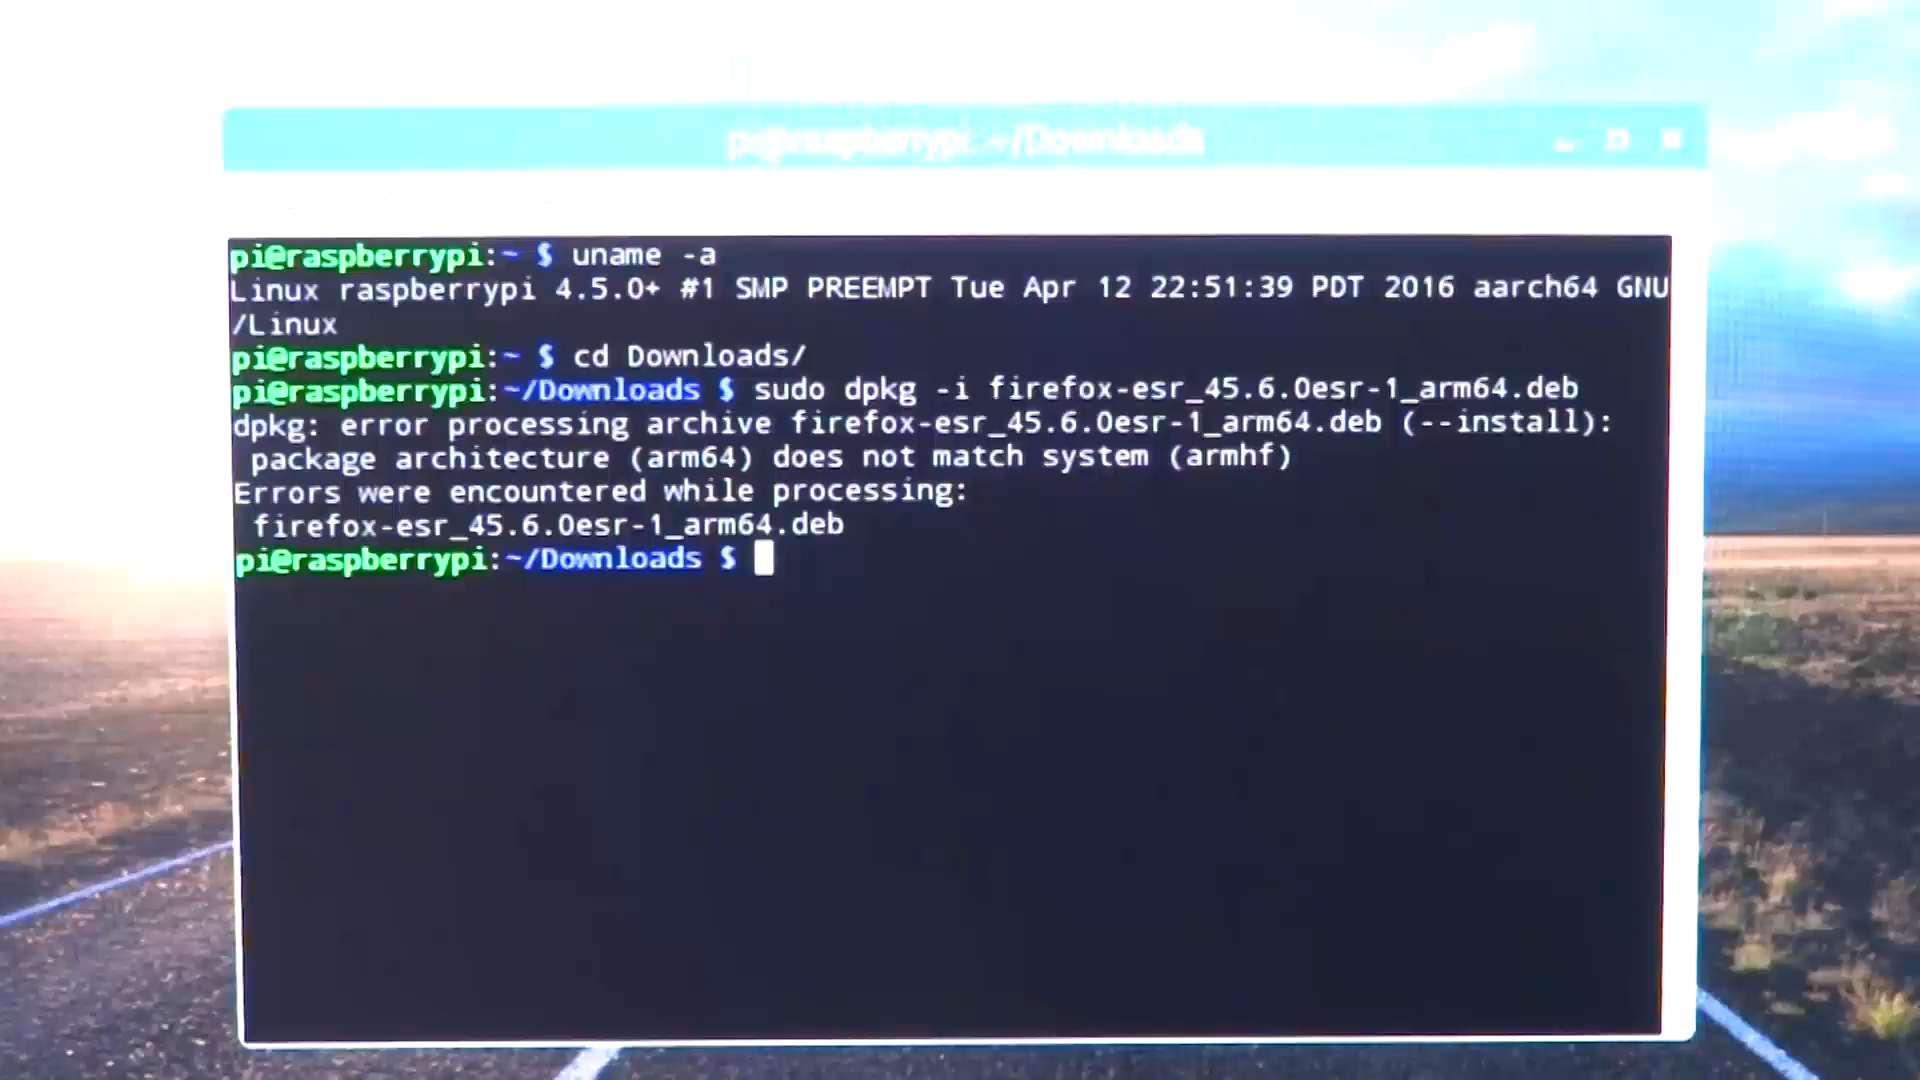 pi@raspberrypi: ~/Downloads
pi@raspberrypi:~ $ uname -a
Linux raspberrypi 4.5.0+ #1 SMP PREEMPT Tue Apr 12 22:51:39 PDT 2016 aarch64 GNU
/Linux
pi@raspberrypi:~ $ cd Downloads/
pi@raspberrypi:~/Downloads $ sudo dpkg -i firefox-esr_45.6.0esr-1_arm64.deb
dpkg: error processing archive firefox-esr_45.6.0esr-1_arm64.deb (--install):
package architecture (arm64) does not match system (armhf)
Errors were encountered while processing:
firefox-esr_45.6.0esr-1_arm64.deb
pi@raspberrypi:~/Downloads $